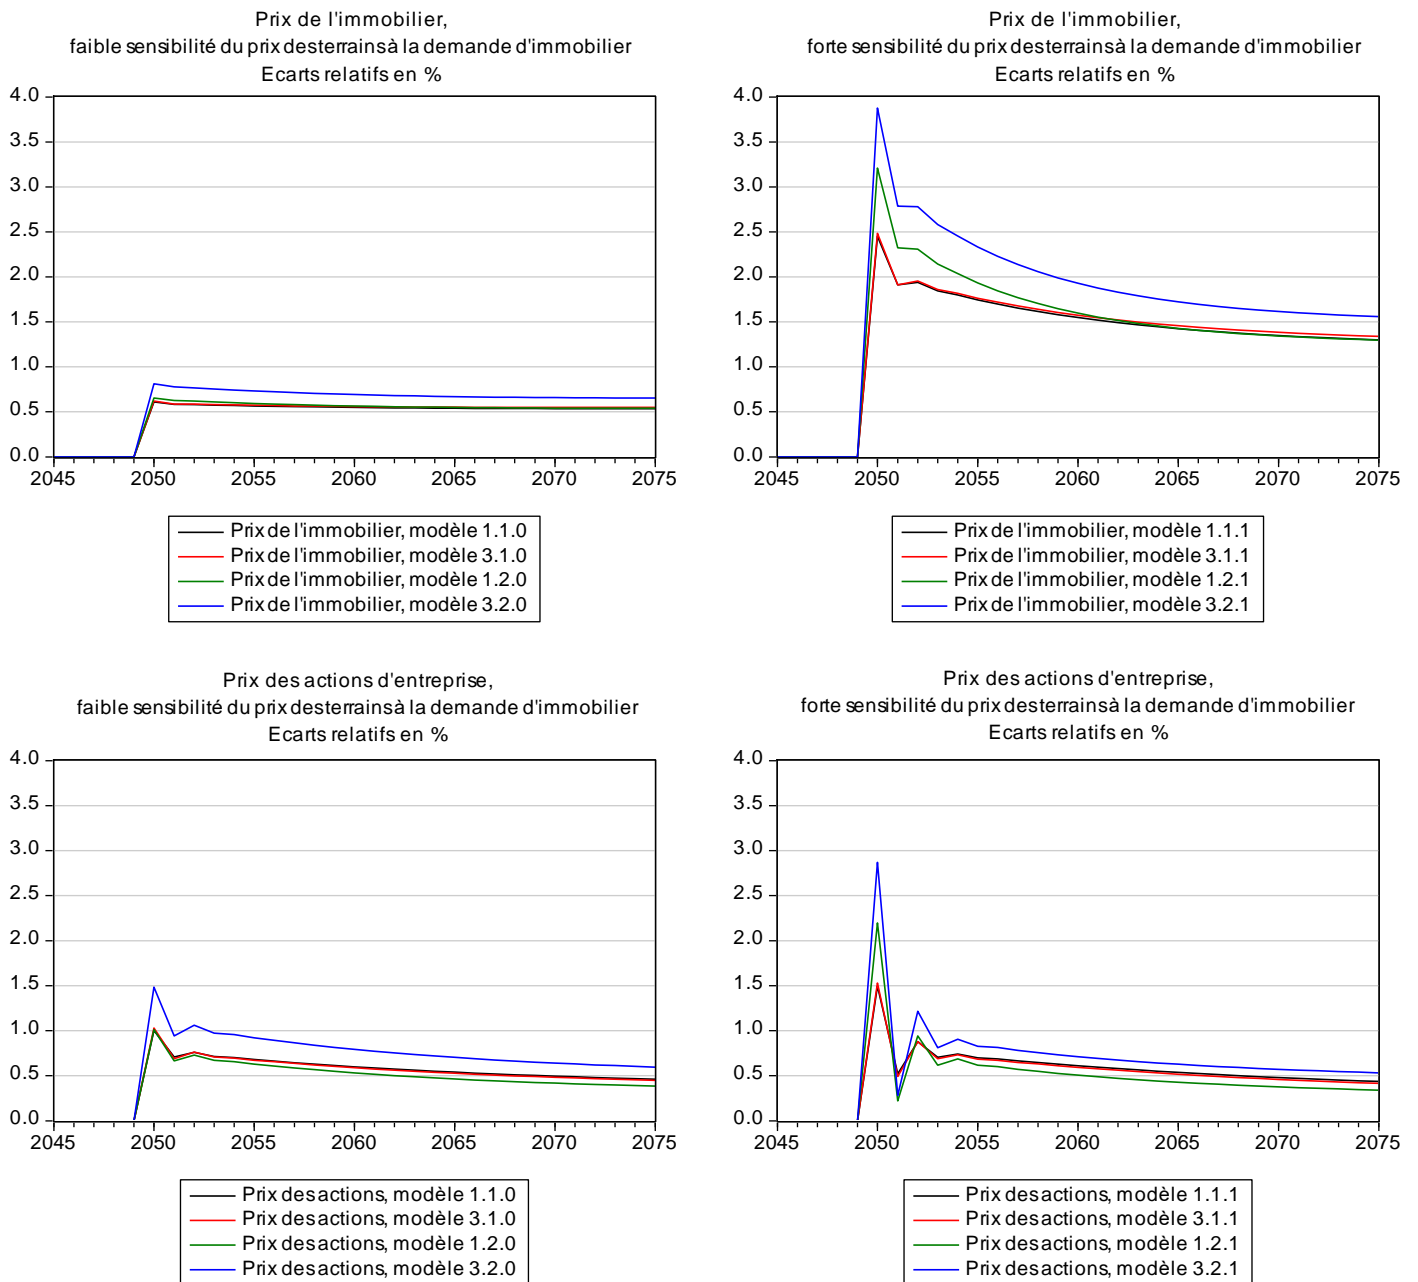 Prix de l'immobilier,
faible sensibilité du prix desterrainsà la demande d'immobilier
Ecarts relatifs en %
4.0
3.5
3.0
2.5
2.0
1.5
1.0
0.5
0.0
2045 2050 2055 2060 2065 2070 2075
Prix de l'immobilier, modèle 1.1.0
Prix de l'immobilier, modèle 3.1.0
Prix de l'immobilier, modèle 1.2.0
Prix de l'immobilier, modèle 3.2.0
Prix de l'immobilier,
forte sensibilité du prix desterrainsà la demande d'immobilier
Ecarts relatifs en %
4.0
3.5
3.0
2.5
2.0
1.5
1.0
0.5
0.0
2045 2050 2055 2060 2065 2070 2075
Prix de l'immobilier, modèle 1.1.1
Prix de l'immobilier, modèle 3.1.1
Prix de l'immobilier, modèle 1.2.1
Prix de l'immobilier, modèle 3.2.1
Prix des actions d'entreprise,
faible sensibilité du prix desterrainsà la demande d'immobilier
Ecarts relatifs en %
4.0
3.5
3.0
2.5
2.0
1.5
1.0
0.5
0.0
2045 2050 2055 2060 2065 2070 2075
Prix desactions, modèle 1.1.0
Prix desactions, modèle 3.1.0
Prix desactions, modèle 1.2.0
Prix desactions, modèle 3.2.0
Prix des actions d'entreprise,
forte sensibilité du prix desterrainsà la demande d'immobilier
Ecarts relatifs en %
4.0
3.5
3.0
2.5
2.0
1.5
1.0
0.5
0.0
2045 2050 2055 2060 2065 2070 2075
Prix desactions, modèle 1.1.1
Prix desactions, modèle 3.1.1
Prix desactions, modèle 1.2.1
Prix desactions, modèle 3.2.1